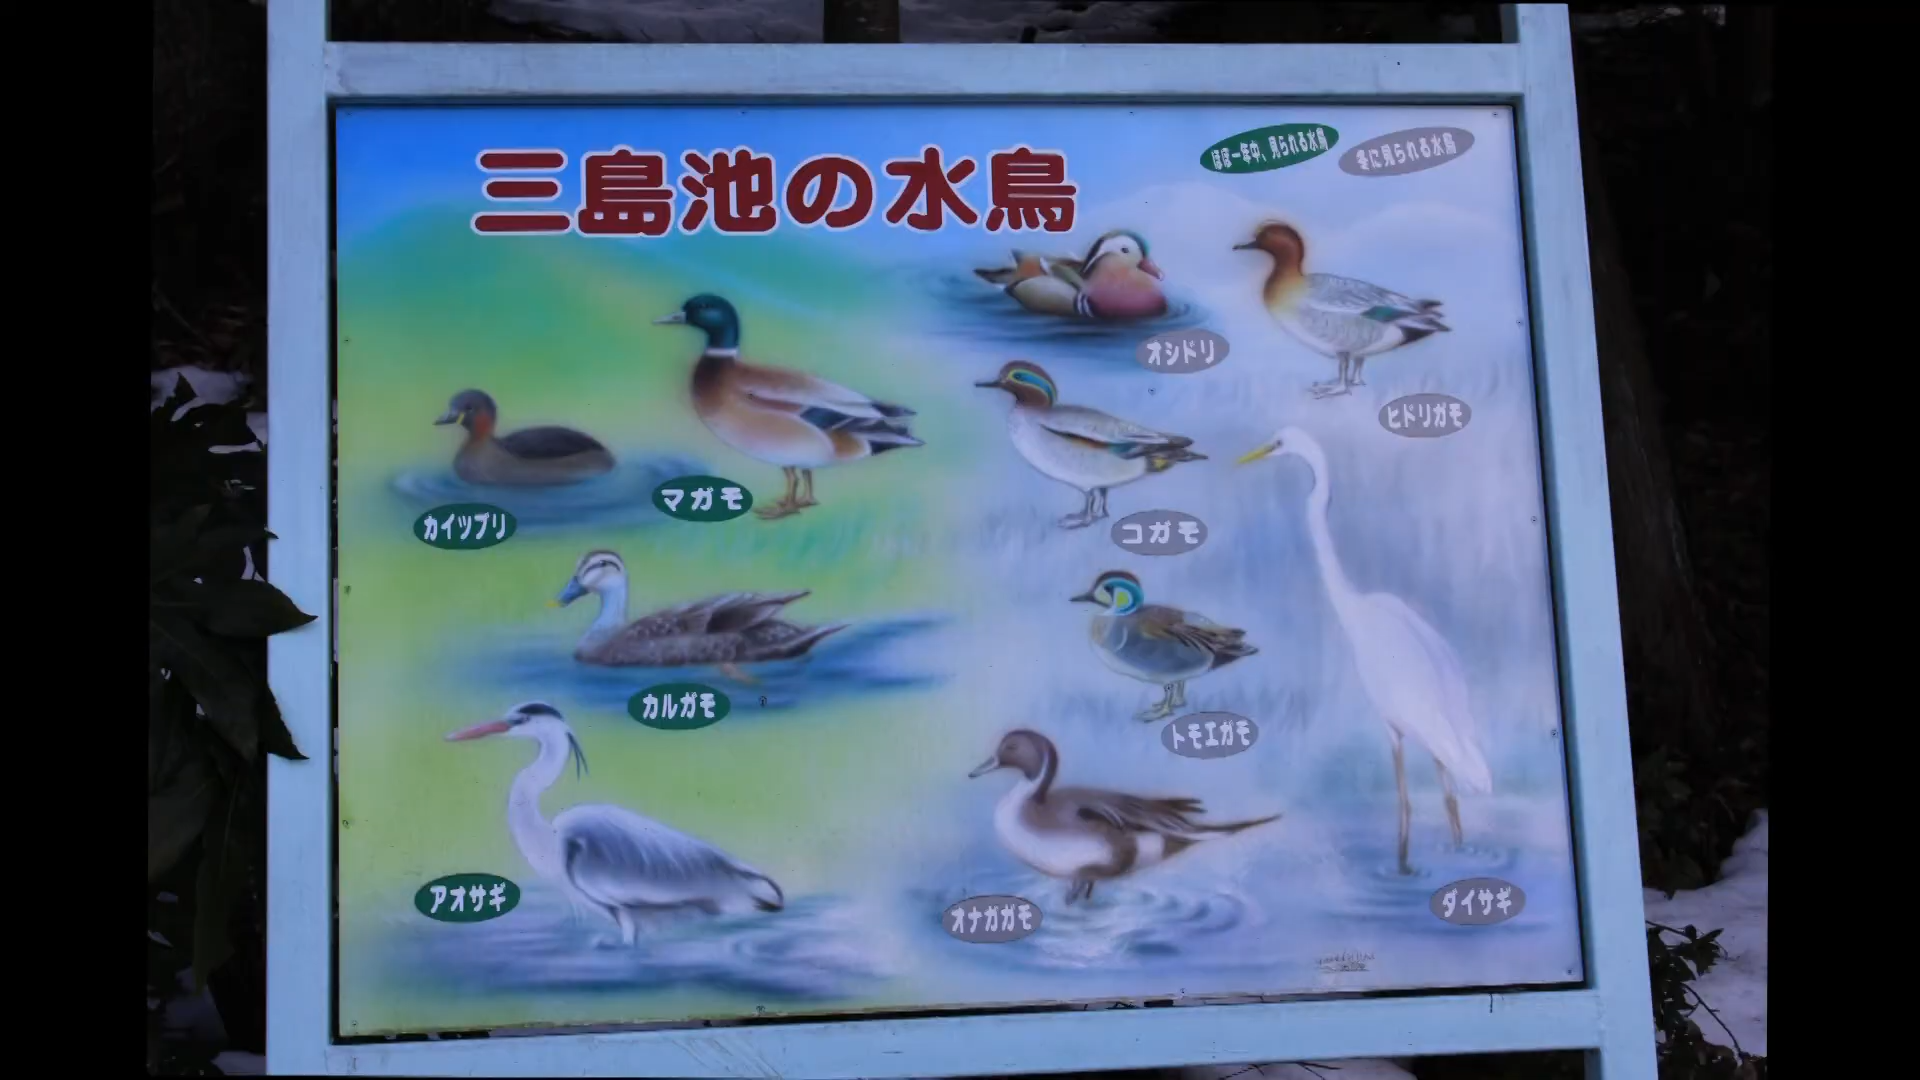 三島池の水鳥
ほぼ一年中、見られる水鳥
冬に見られる水鳥
オシドリ
ヒドリガモ
マガモ
カイツブリ
コガモ
カルガモ
トモエガモ
アオサギ
オナガガモ
ダイサギ